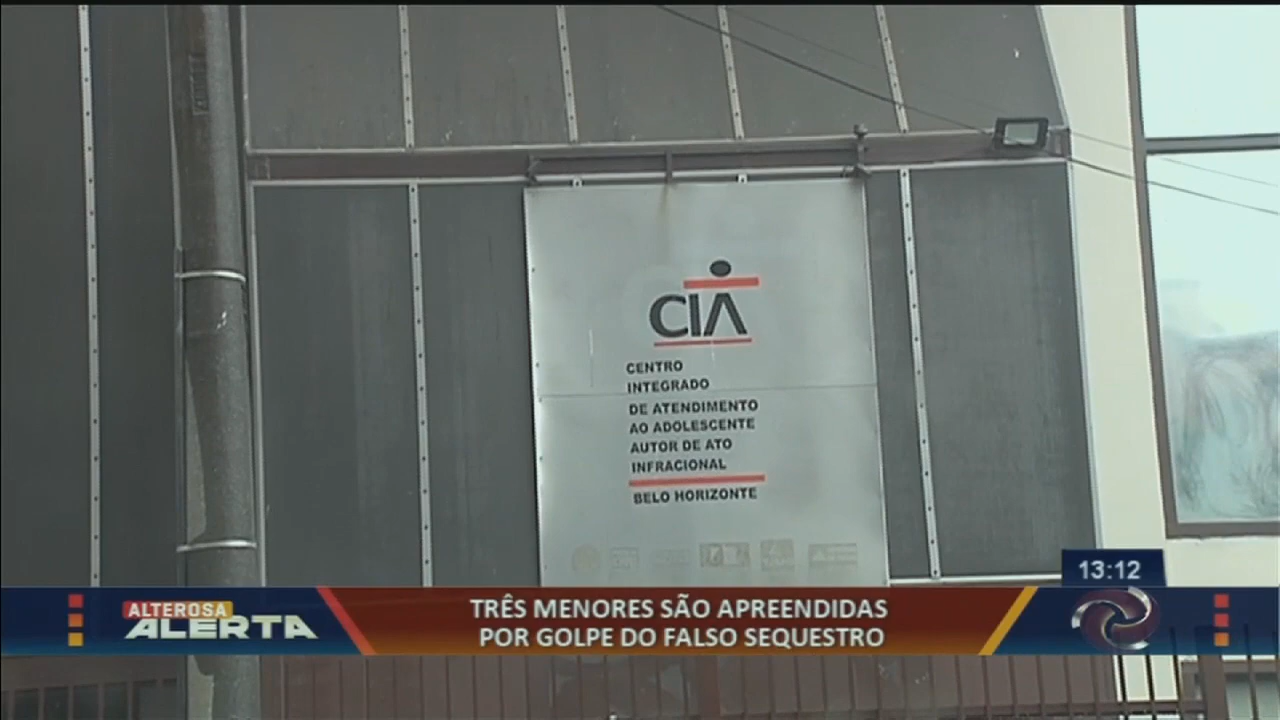 CIA
CENTRO
INTEGRADO
DE ATENDIMENTO
AO ADOLESCENTE
AUTOR DE ATO
INFRACIONAL
BELO HORIZONTE
13:12
ALTEROSA
ALERTA
TRÊS MENORES SÃO APREENDIDAS
POR GOLPE DO FALSO SEQUESTRO